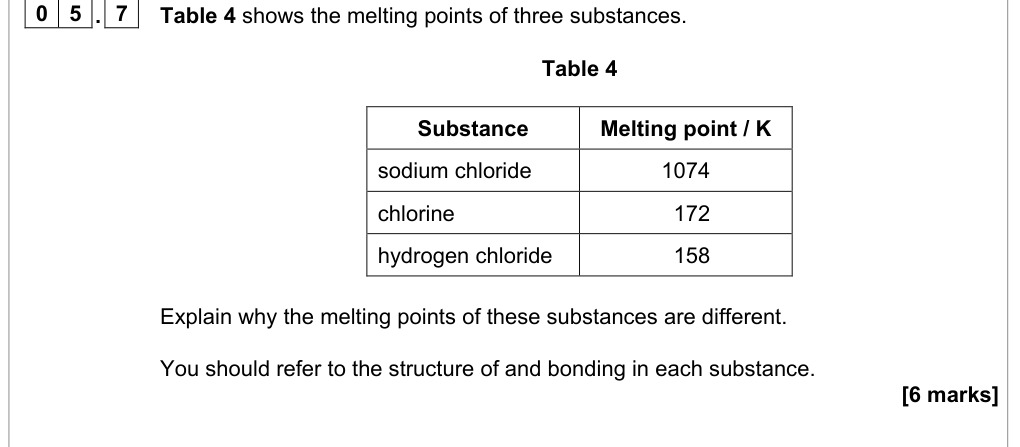 0 5 . 7 Table 4 shows the melting points of three substances.
Table 4
Substance Melting point / K
sodium chloride 1074
chlorine 172
hydrogen chloride 158
Explain why the melting points of these substances are different.
You should refer to the structure of and bonding in each substance.
[6 marks]